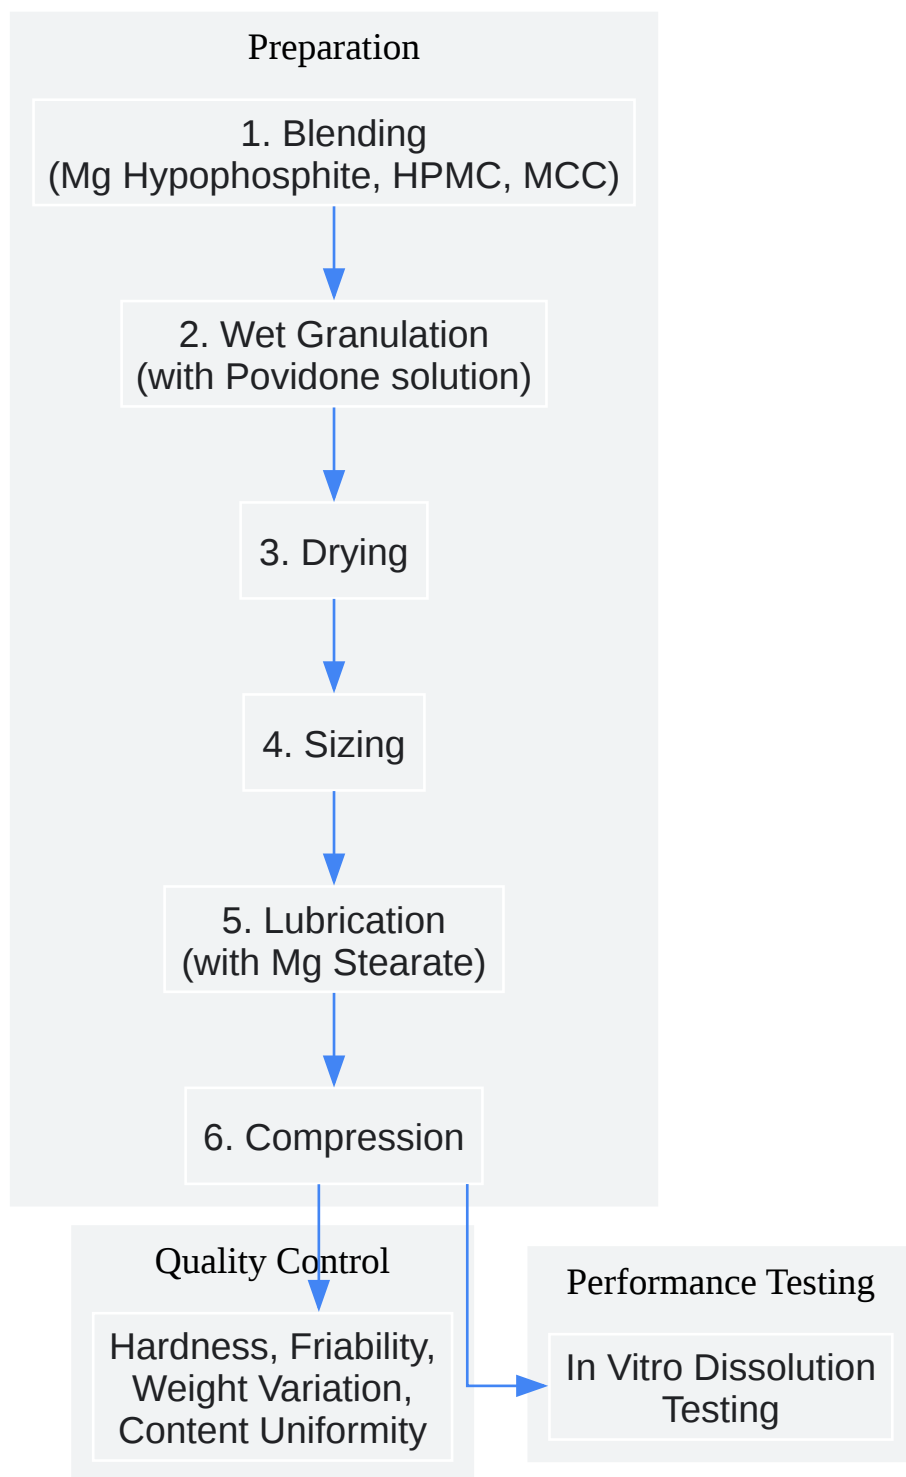 Preparation
1. Blending
(Mg Hypophosphite, HPMC, MCC)
2. Wet Granulation
(with Povidone solution)
3. Drying
4. Sizing
5. Lubrication
(with Mg Stearate)
6. Compression
Quality Control
Hardness, Friability,
Weight Variation,
Content Uniformity
Performance Testing
In Vitro Dissolution
Testing